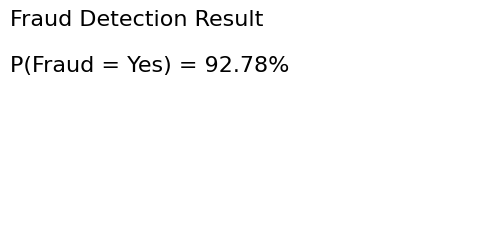 Fraud Detection Result
P(Fraud = Yes) = 92.78%